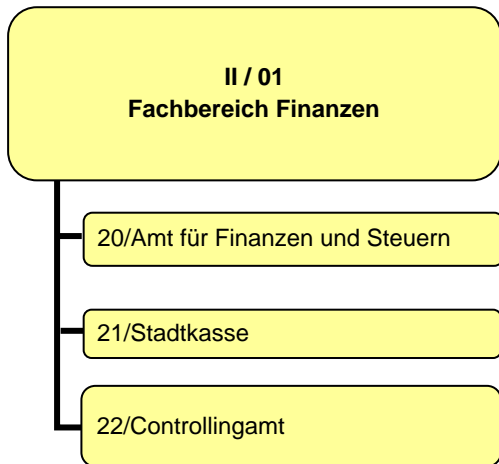 II / 01
Fachbereich Finanzen
20/Amt für Finanzen und Steuern
21/Stadtkasse
22/Controllingamt